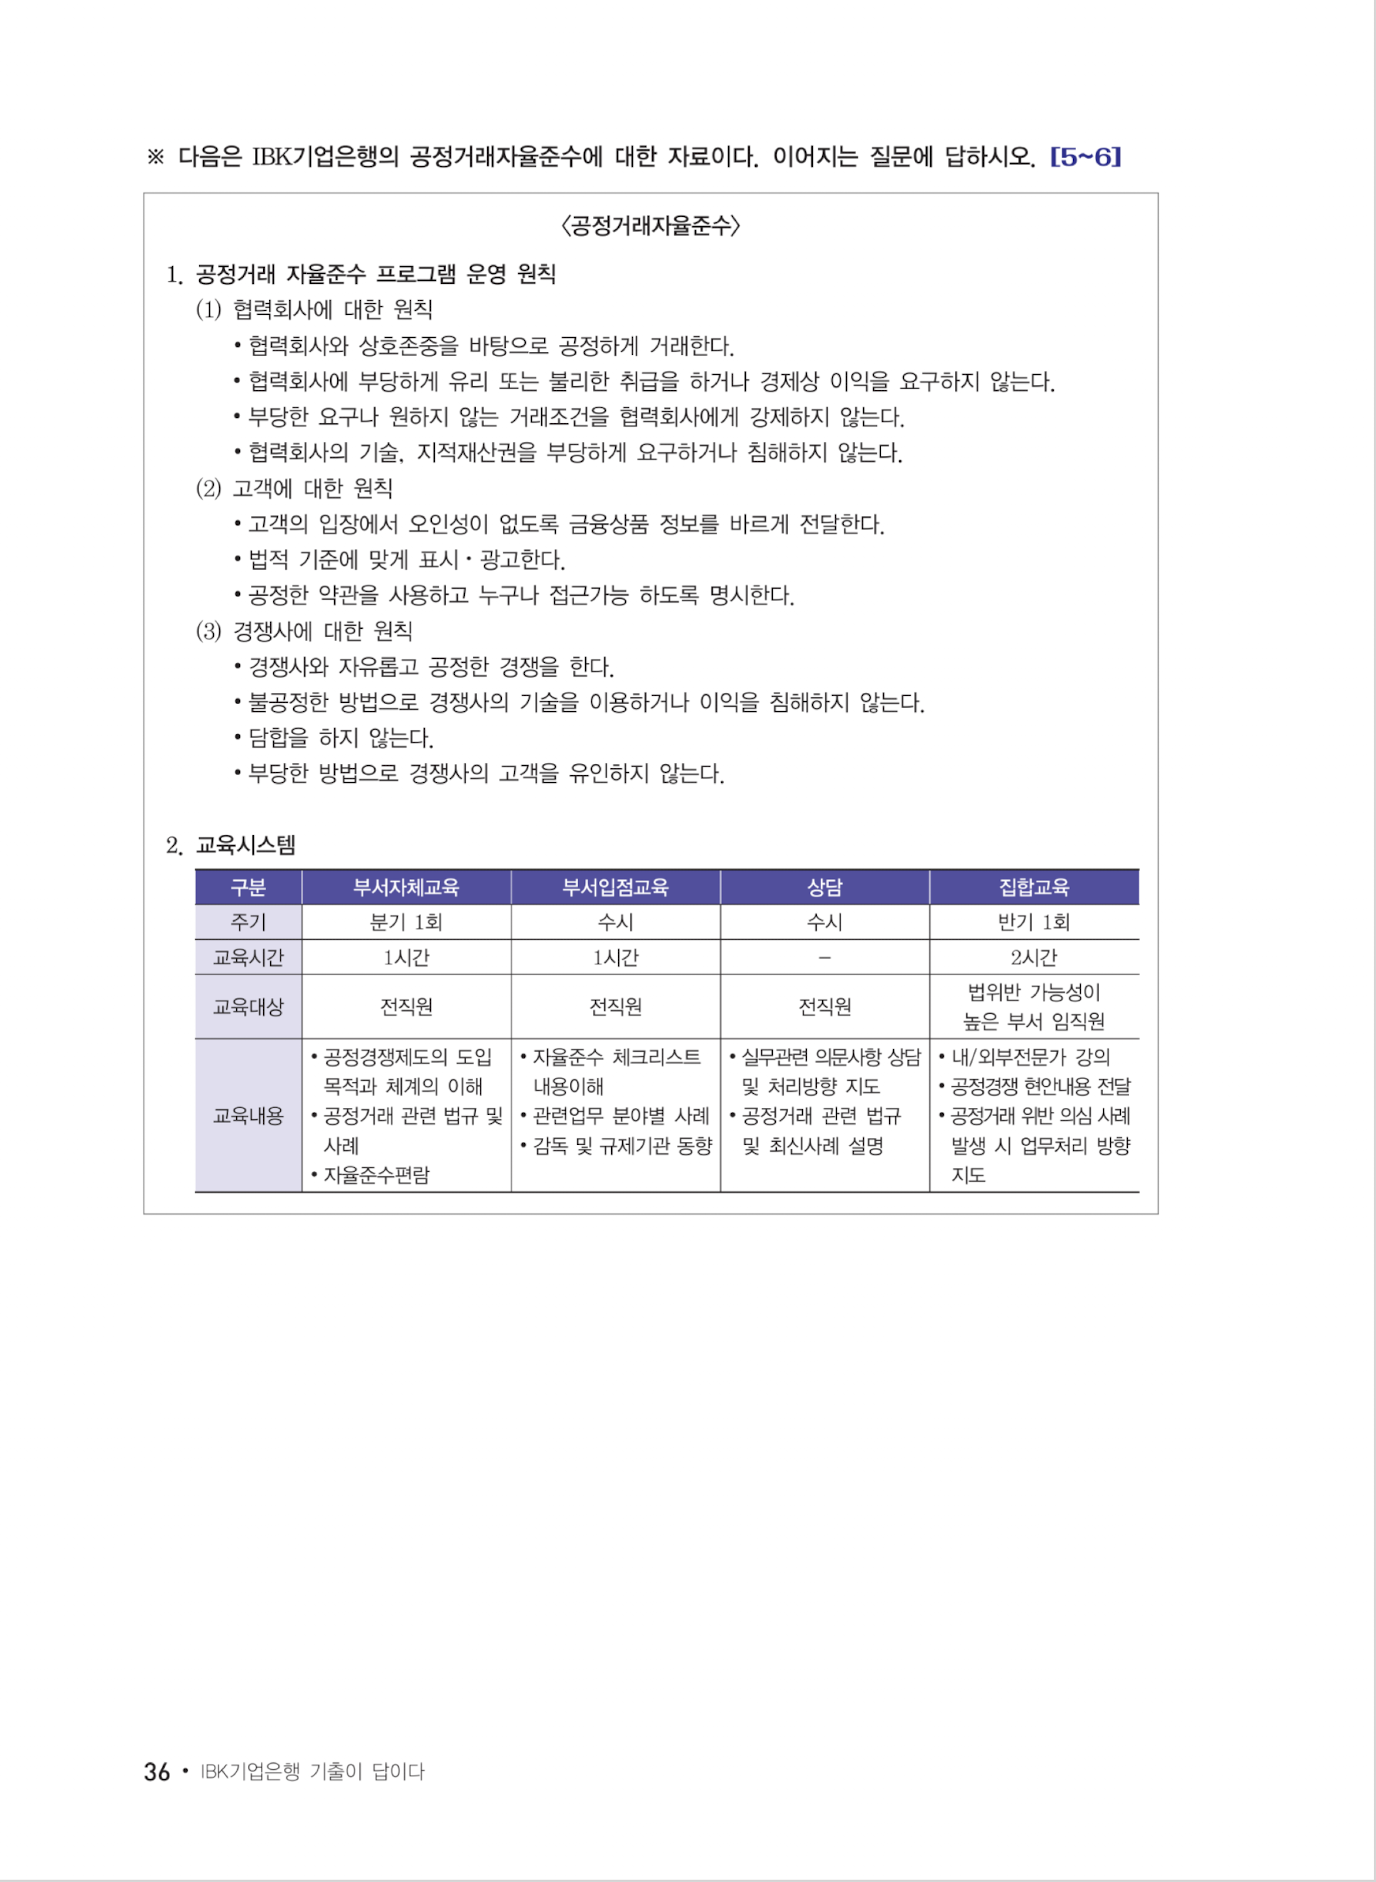 ※ 다음은 IBK기업은행의 공정거래자율준수에 대한 자료이다. 이어지는 질문에 답하시오. [5~6]
〈공정거래자율준수〉
1. 공정거래 자율준수 프로그램 운영 원칙
(1) 협력회사에 대한 원칙
• 협력회사와 상호존중을 바탕으로 공정하게 거래한다.
• 협력회사에 부당하게 유리 또는 불리한 취급을 하거나 경제상 이익을 요구하지 않는다.
• 부당한 요구나 원하지 않는 거래조건을 협력회사에게 강제하지 않는다.
• 협력회사의 기술, 지적재산권을 부당하게 요구하거나 침해하지 않는다.
(2) 고객에 대한 원칙
• 고객의 입장에서 오인성이 없도록 금융상품 정보를 바르게 전달한다.
• 법적 기준에 맞게 표시·광고한다.
• 공정한 약관을 사용하고 누구나 접근가능 하도록 명시한다.
(3) 경쟁사에 대한 원칙
• 경쟁사와 자유롭고 공정한 경쟁을 한다.
• 불공정한 방법으로 경쟁사의 기술을 이용하거나 이익을 침해하지 않는다.
• 담합을 하지 않는다.
• 부당한 방법으로 경쟁사의 고객을 유인하지 않는다.
2. 교육시스템
구분 부서자체교육 부서입점교육 상담 집합교육
주기 분기 1회 수시 수시 반기 1회
교육시간 1시간 1시간 − 2시간
교육대상 전직원 전직원 전직원 법위반 가능성이
높은 부서 임직원
교육내용
• 공정경쟁제도의 도입
목적과 체계의 이해
• 공정거래 관련 법규 및
사례
• 자율준수편람
• 자율준수 체크리스트
내용이해
• 관련업무 분야별 사례
• 감독 및 규제기관 동향
• 실무관련 의문사항 상담
및 처리방향 지도
• 공정거래 관련 법규
및 최신사례 설명
• 내/외부전문가 강의
• 공정경쟁 현안내용 전달
• 공정거래 위반 의심 사례
발생 시 업무처리 방향
지도
36 • IBK기업은행 기출이 답이다